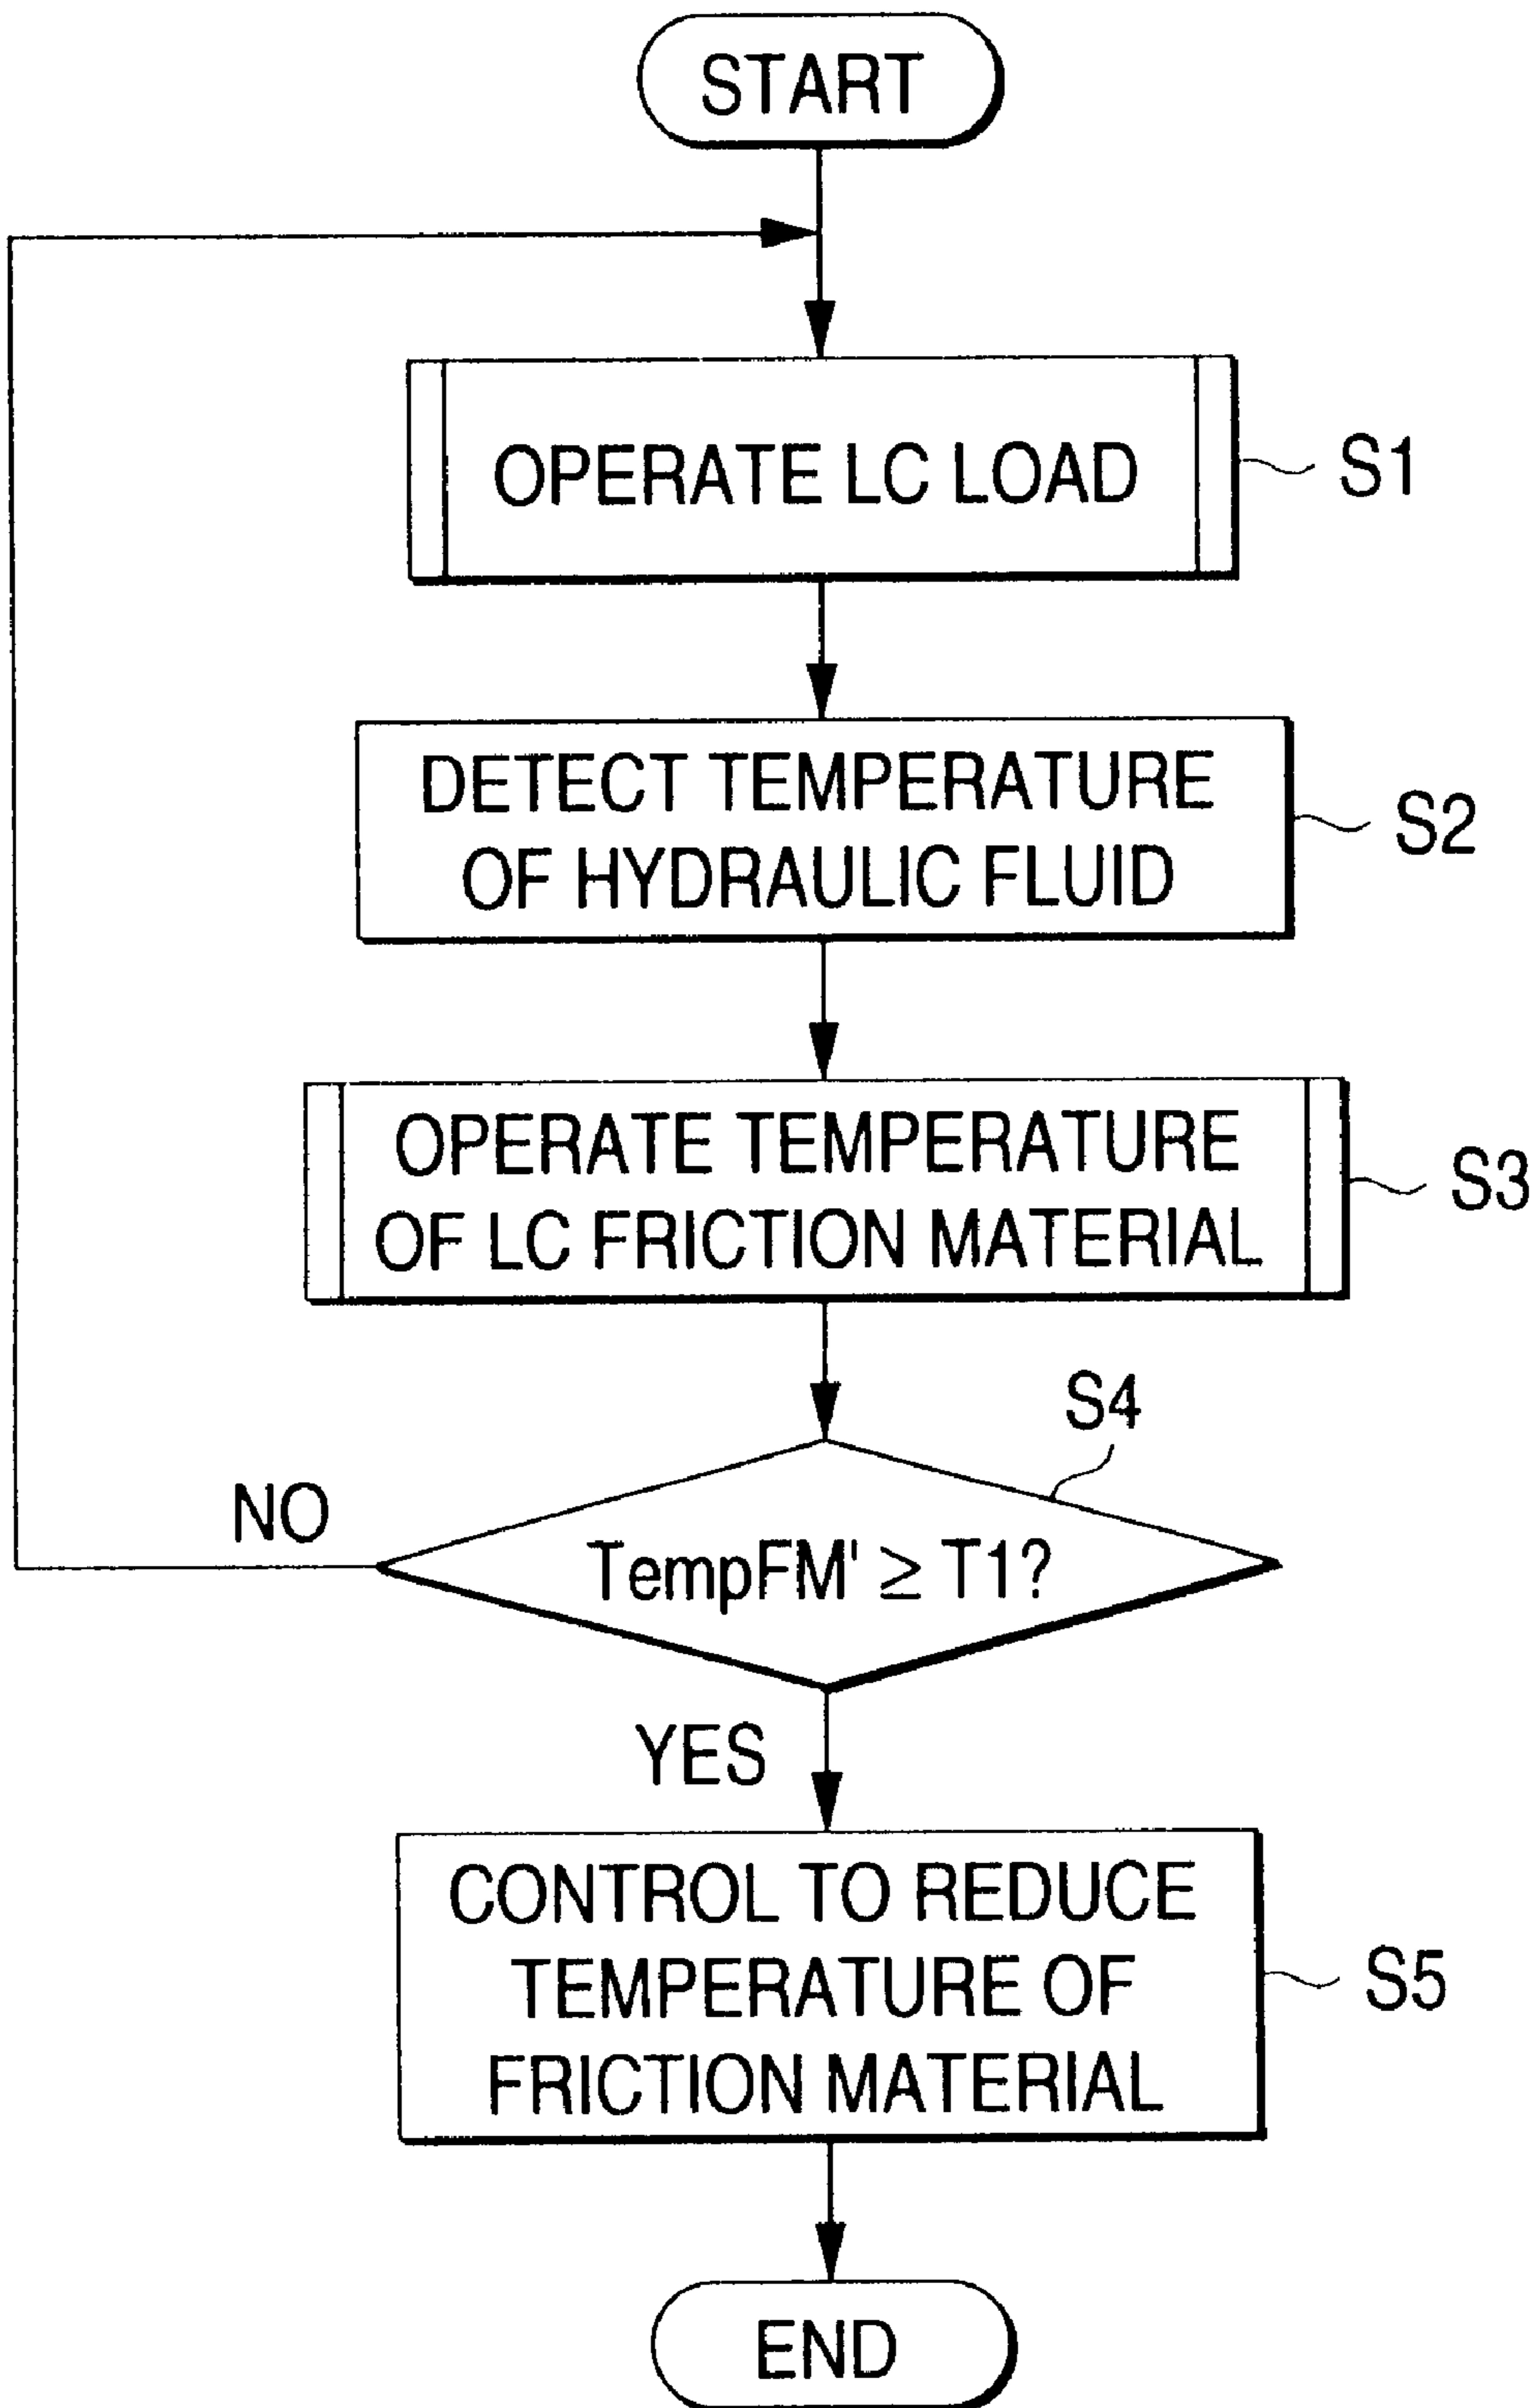 START
OPERATE LC LOAD
S1
DETECT TEMPERATURE
OF HYDRAULIC FLUID
S2
OPERATE TEMPERATURE
OF LC FRICTION MATERIAL
S3
S4
NO
TempFM' ≥ T1?
YES
CONTROL TO REDUCE
TEMPERATURE OF
FRICTION MATERIAL
S5
END